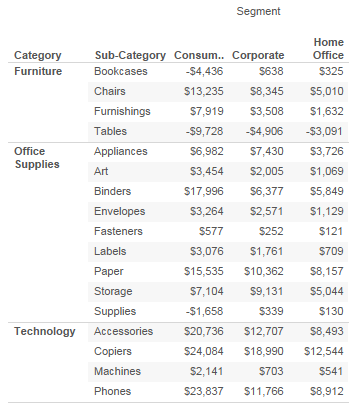 Segment
Home
Category Sub-Category Consum.. Corporate Office
Furniture Bookcases -$4,436 $638 $325
Chairs $13,235 $8,345 $5,010
Furnishings $7,919 $3,508 $1,632
Tables -$9,728 -$4,906 -$3,091
Office Appliances $6,982 $7,430 $3,726
Supplies Art $3,454 $2,005 $1,069
Binders $17,996 $6,377 $5,849
Envelopes $3,264 $2,571 $1,129
Fasteners $577 $252 $121
Labels $3,076 $1,761 $709
Paper $15,535 $10,362 $8,157
Storage $7,104 $9,131 $5,044
Supplies -$1,658 $339 $130
Technology Accessories $20,736 $12,707 $8,493
Copiers $24,084 $18,990 $12,544
Machines $2,141 $703 $541
Phones $23,837 $11,766 $8,912